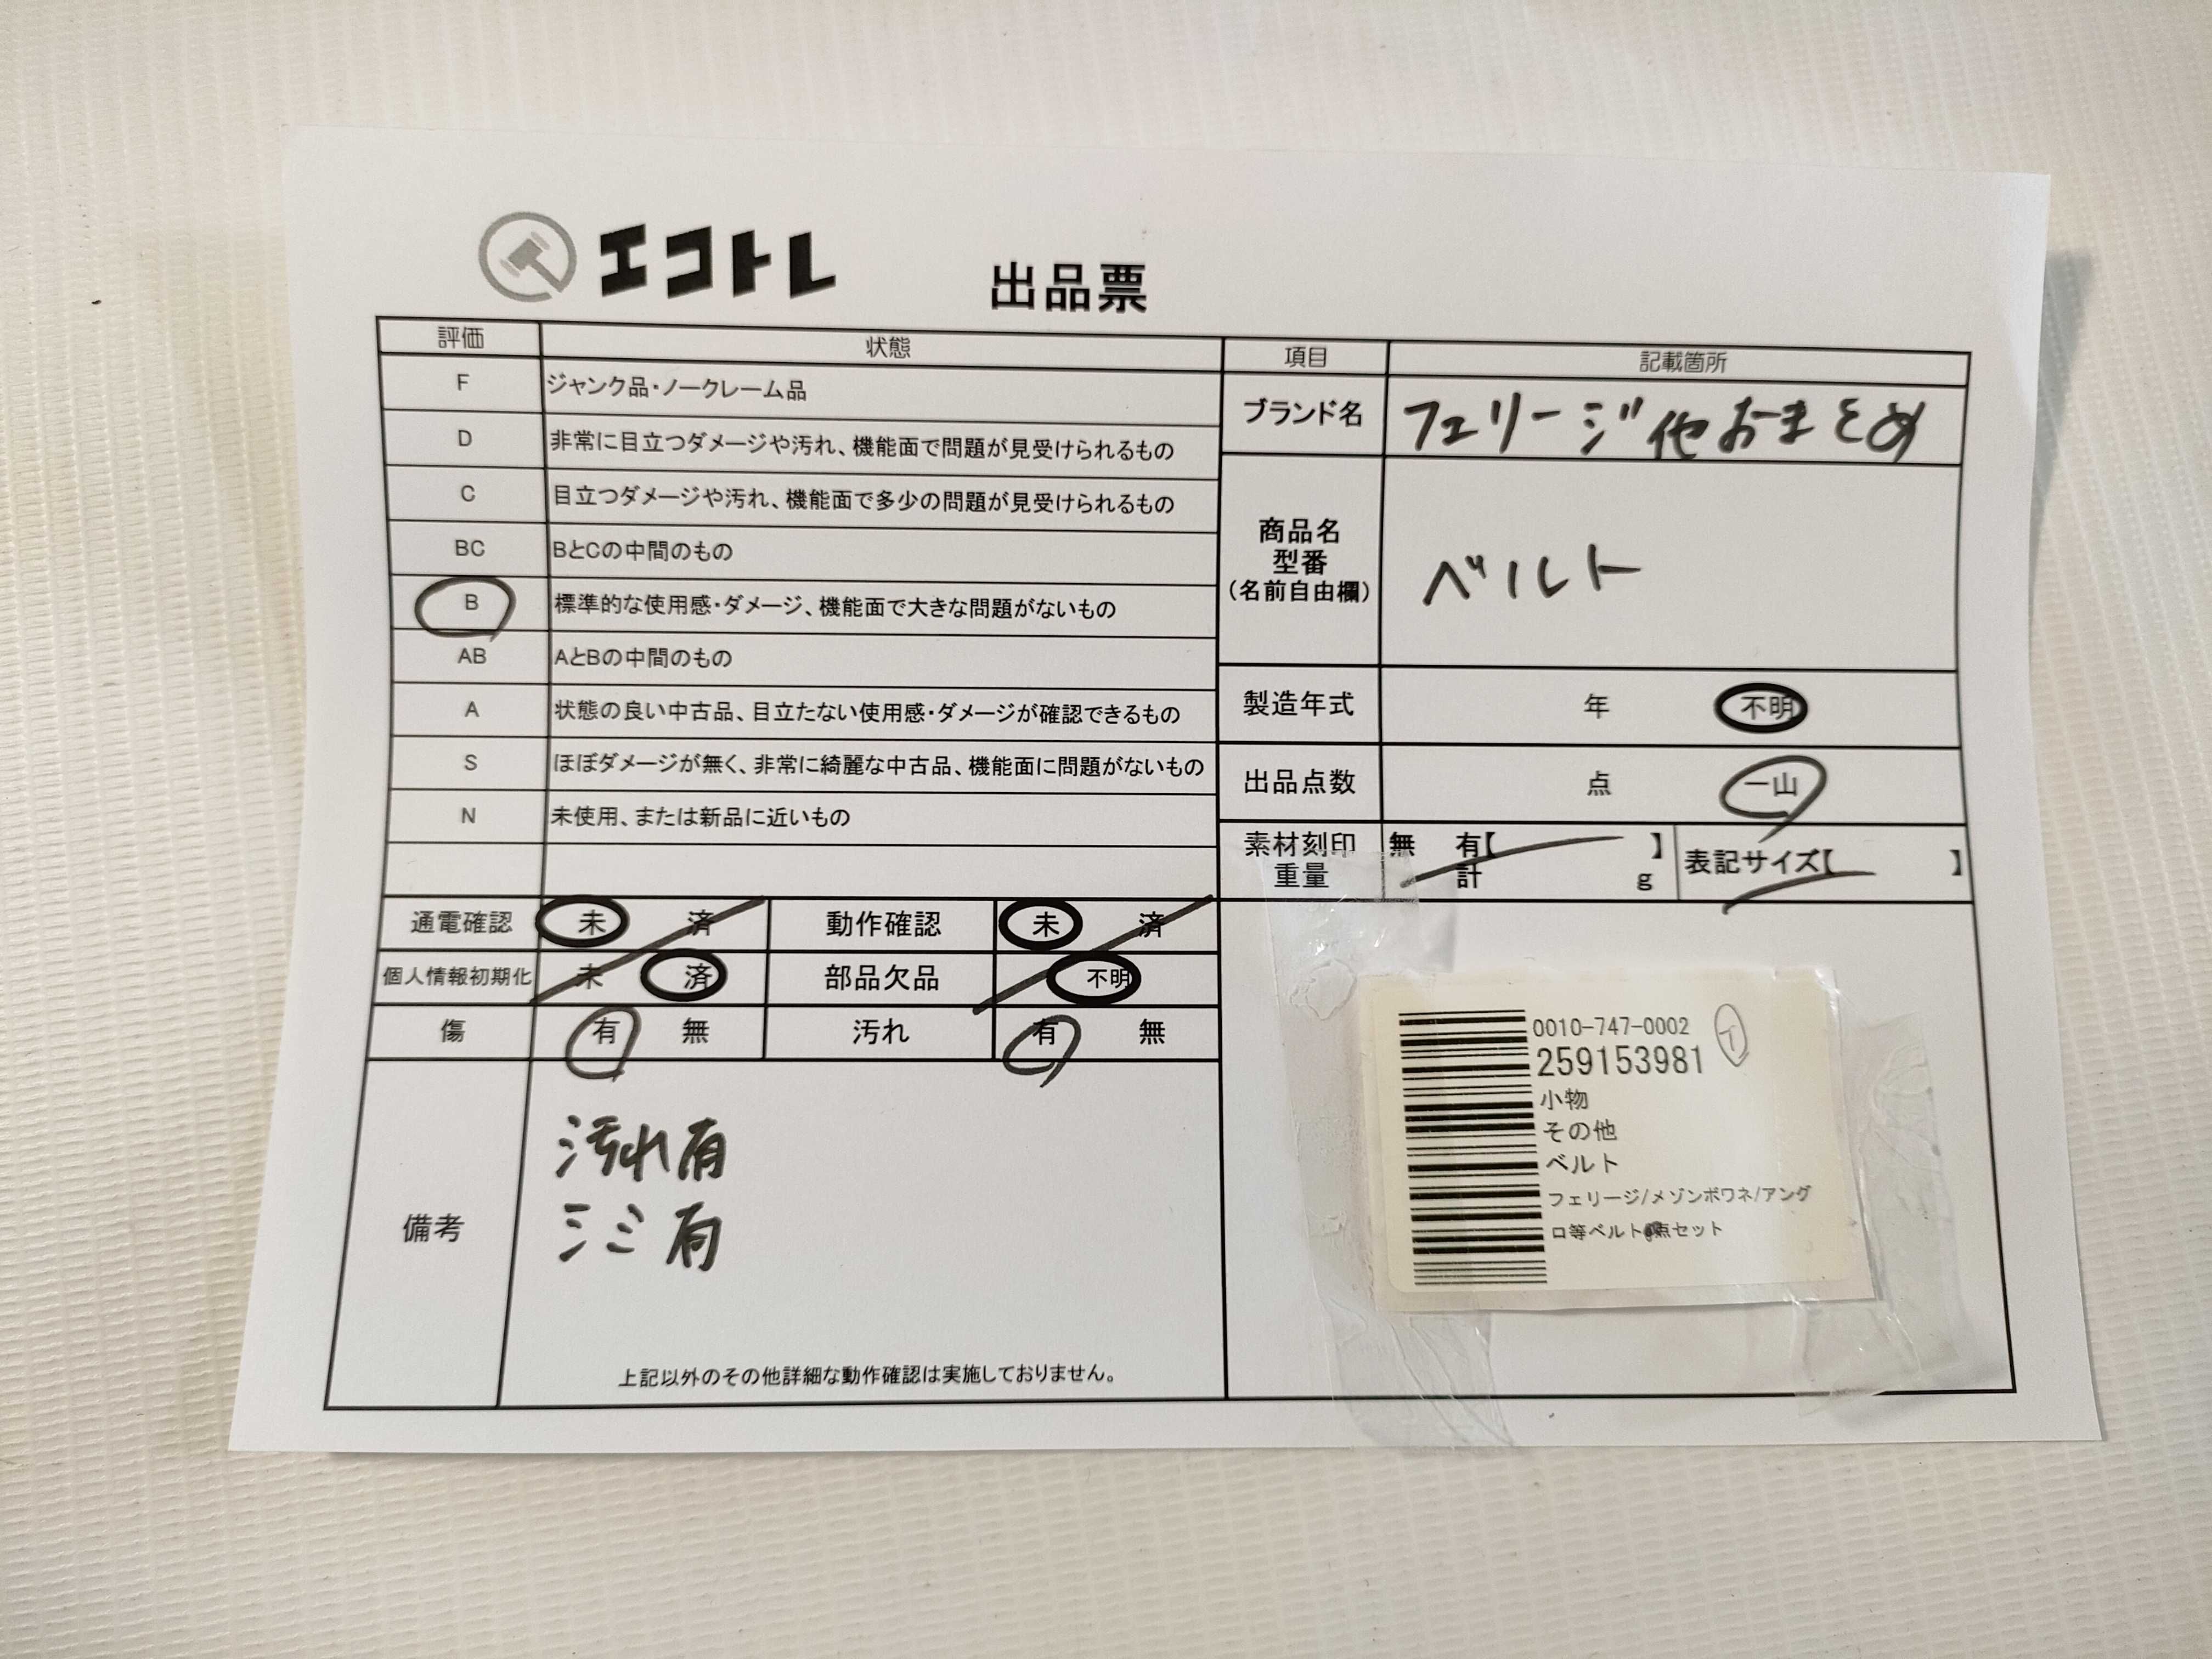 エコトレ
出品票
評価 状態
F ジャンク品・ノークレーム品
D 非常に目立つダメージや汚れ、機能面で問題が見受けられるもの
C 目立つダメージや汚れ、機能面で多少の問題が見受けられるもの
BC BとCの中間のもの
B 標準的な使用感・ダメージ、機能面で大きな問題がないもの
AB AとBの中間のもの
A 状態の良い中古品、目立たない使用感・ダメージが確認できるもの
S ほぼダメージが無く、非常に綺麗な中古品、機能面に問題がないもの
N 未使用、または新品に近いもの
項目 記載箇所
ブランド名 フェリージ他おまとめ
商品名
型番
(名前自由欄)
ベルト
製造年式 年 不明
出品点数 点 一山
素材刻印 無 有【 】
重量 計 g
表記サイズ【 】
通電確認 未 済 動作確認 未 済
個人情報初期化 未 済 部品欠品 不明
傷 有 無 汚れ 有 無
備考
汚れ有
シミ有
上記以外のその他詳細な動作確認は実施しておりません。
0010-747-0002
259153981
小物
その他
ベルト
フェリージ/メゾンボワネ/アング
ロ等ベルト点セット